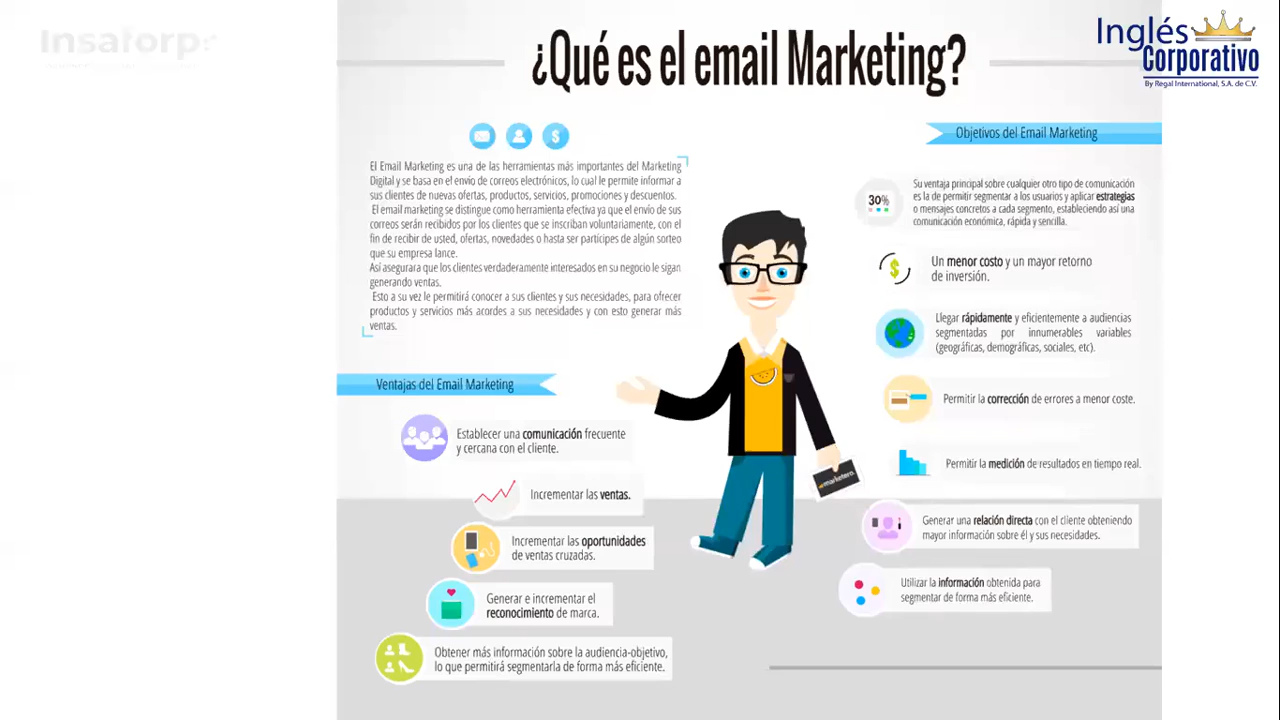 Insaforp
Inglés
Corporativo
By Regal International, S.A. de C.V.
¿Qué es el email Marketing?
El Email Marketing es una de las herramientas más importantes del Marketing
Digital y se basa en el envio de correos electrónicos, lo cual le permite informar a
sus clientes de nuevas ofertas, productos, servicios, promociones y descuentos.
El email marketing se distingue como herramienta efectiva ya que el envio de sus
correos serán recibidos por los clientes que se inscriban voluntariamente, con el
fin de recibir de usted, ofertas, novedades o hasta ser participes de algún sorteo
que su empresa lance.
Así asegurara que los clientes verdaderamente interesados en su negocio le sigan
generando ventas.
Esto a su vez le permitirá conocer a sus clientes y sus necesidades, para ofrecer
productos y servicios más acordes a sus necesidades y con esto generar más
ventas.
Ventajas del Email Marketing
Establecer una comunicación frecuente
y cercana con el cliente.
Incrementar las ventas.
Incrementar las oportunidades
de ventas cruzadas.
Generar e incrementar el
reconocimiento de marca.
Obtener más información sobre la audiencia-objetivo,
lo que permitirá segmentarla de forma más eficiente.
marketero.
Objetivos del Email Marketing
30%
Su ventaja principal sobre cualquier otro tipo de comunicación
es la de permitir segmentar a los usuarios y aplicar estrategias
o mensajes concretos a cada segmento, estableciendo así una
comunicación económica, rápida y sencilla.
Un menor costo y un mayor retorno
de inversión.
Llegar rápidamente y eficientemente a audiencias
segmentadas por innumerables variables
(geográficas, demográficas, sociales, etc).
Permitir la corrección de errores a menor coste.
Permitir la medición de resultados en tiempo real.
Generar una relación directa con el cliente obteniendo
mayor información sobre él y sus necesidades.
Utilizar la información obtenida para
segmentar de forma más eficiente.